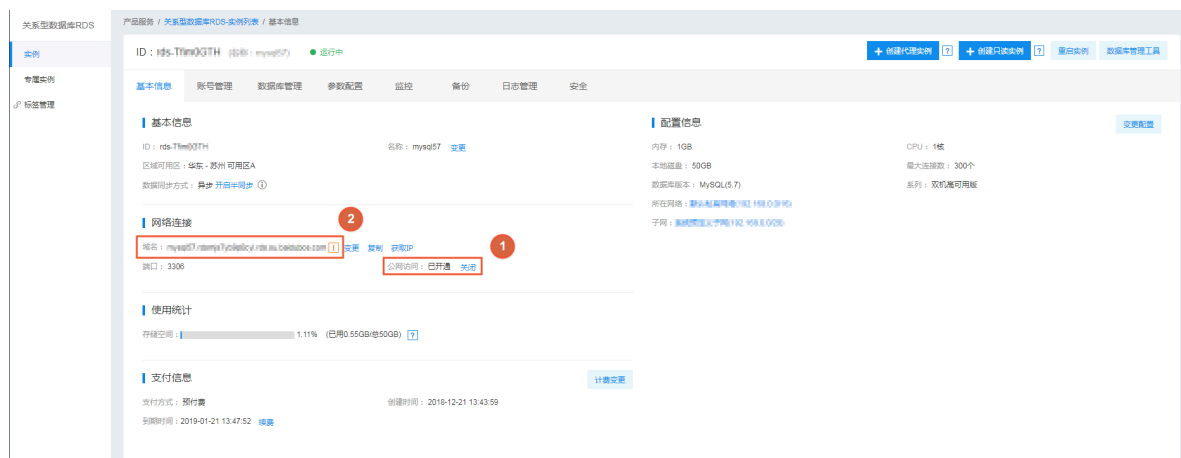 关系型数据库RDS
产品服务 / 关系型数据库RDS-实例列表 / 基本信息
实例
专属实例
标签管理
ID：rds-Tfim0GTH (名称：mysql57) 运行中
+ 创建代理实例 ? + 创建只读实例 ? 重启实例 数据库管理工具
基本信息 账号管理 数据库管理 参数配置 监控 备份 日志管理 安全
基本信息
ID：rds-Tfim0GTH 名称：mysql57 变更
区域可用区：华东 - 苏州 可用区A
数据同步方式：异步 开启半同步
网络连接
2
域名： ! 变更 复制 获取IP
1
端口：3306 公网访问：已开通 关闭
使用统计
存储空间： 1.11% (已用0.55GB/总50GB) ?
支付信息
计费变更
支付方式：预付费 创建时间：2018-12-21 13:43:59
到期时间：2019-01-21 13:47:52 续费
配置信息
变更配置
内存：1GB CPU：1核
本地磁盘：50GB 最大连接数：300个
数据库版本：MySQL(5.7) 系列：双机高可用版
所在网络：
子网：